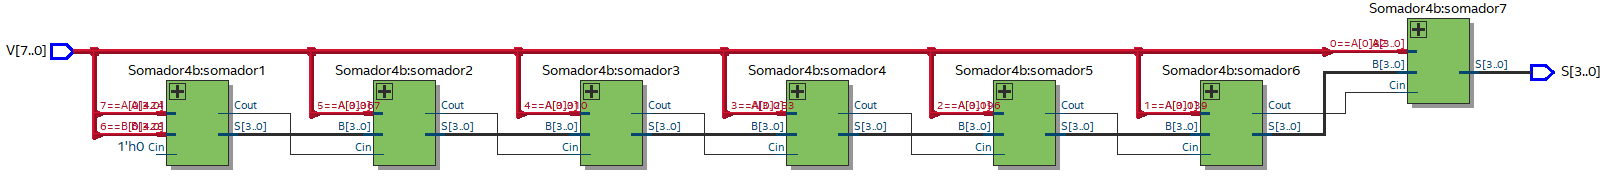 Somador4b:somador7
V[7..0]
B[3..0]
S[3..0]
S[3..0]
Cin
Somador4b:somador1
Somador4b:somador2
Somador4b:somador3
Somador4b:somador4
Somador4b:somador5
Somador4b:somador6
Cout
Cout
Cout
Cout
Cout
Cout
B[3..0]
B[3..0]
B[3..0]
B[3..0]
B[3..0]
S[3..0]
S[3..0]
S[3..0]
S[3..0]
S[3..0]
S[3..0]
1'h0 Cin
Cin
Cin
Cin
Cin
Cin